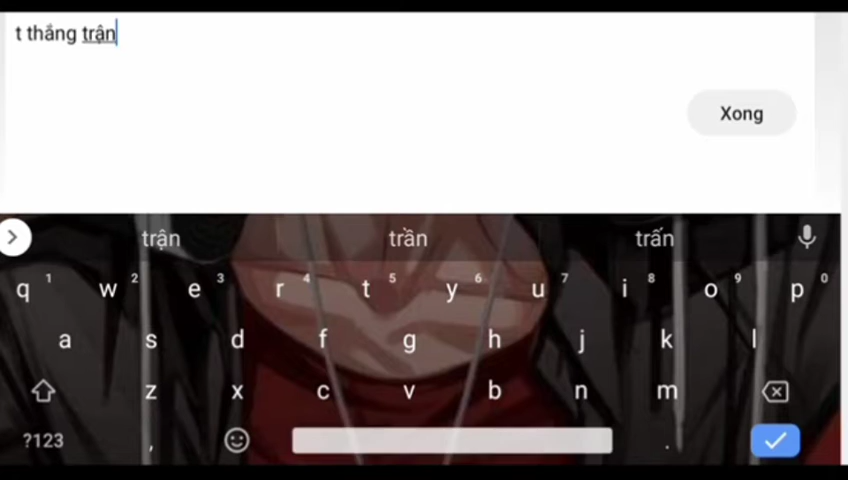 t thắng trận
Xong
trận trần trấn
q 1 w 2 e 3 r 4 t 5 y 6 u 7 i 8 o 9 p 0
a s d f g h j k l
z x c v b n m
?123 , .